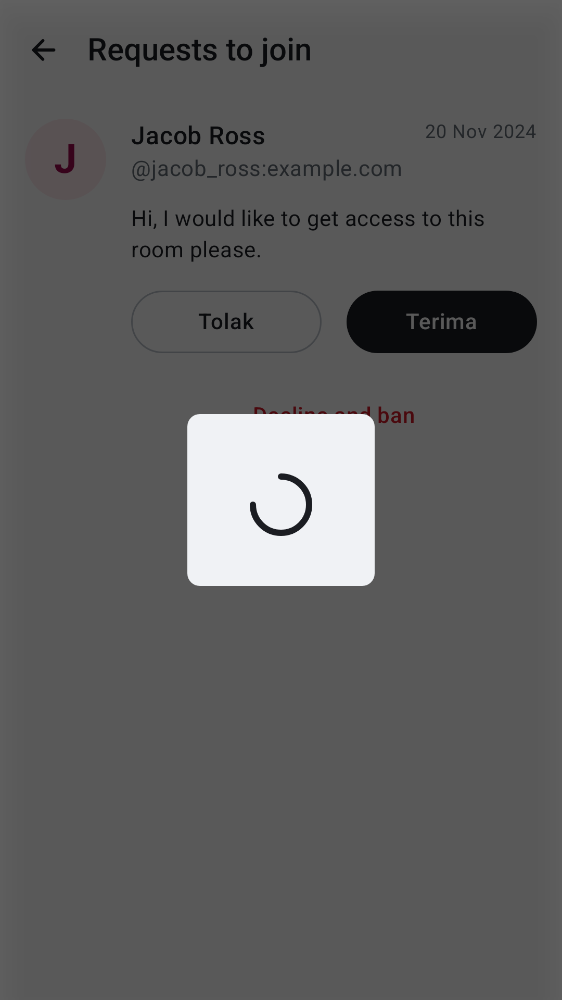 Requests to join
J
Jacob Ross
20 Nov 2024
@jacob_ross:example.com
Hi, I would like to get access to this
room please.
Tolak
Terima
Decline and ban